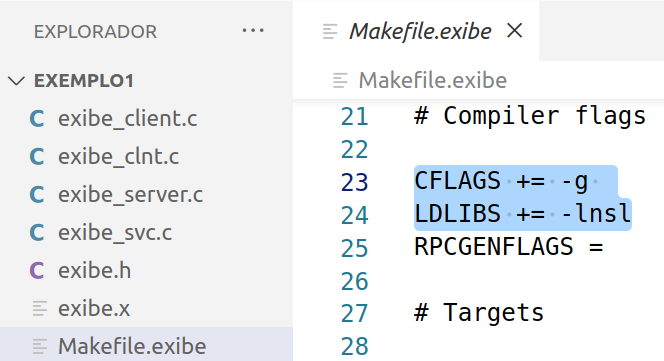 EXPLORADOR ...
EXEMPLO1
C exibe_client.c
C exibe_clnt.c
C exibe_server.c
C exibe_svc.c
C exibe.h
exibe.x
Makefile.exibe
Makefile.exibe
Makefile.exibe
21 # Compiler flags
22
23 CFLAGS += -g
24 LDLIBS += -lnsl
25 RPCGENFLAGS =
26
27 # Targets
28